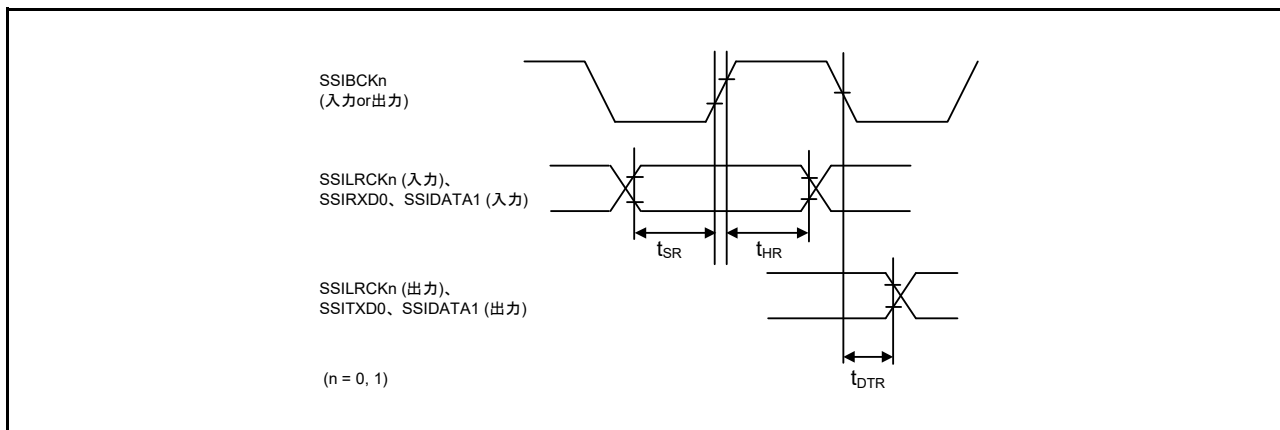 SSIBCKn
(入力or出力)
SSILRCKn (入力)、
SSIRXD0、SSIDATA1 (入力)
tSR
tHR
SSILRCKn (出力)、
SSITXD0、SSIDATA1 (出力)
tDTR
(n = 0, 1)